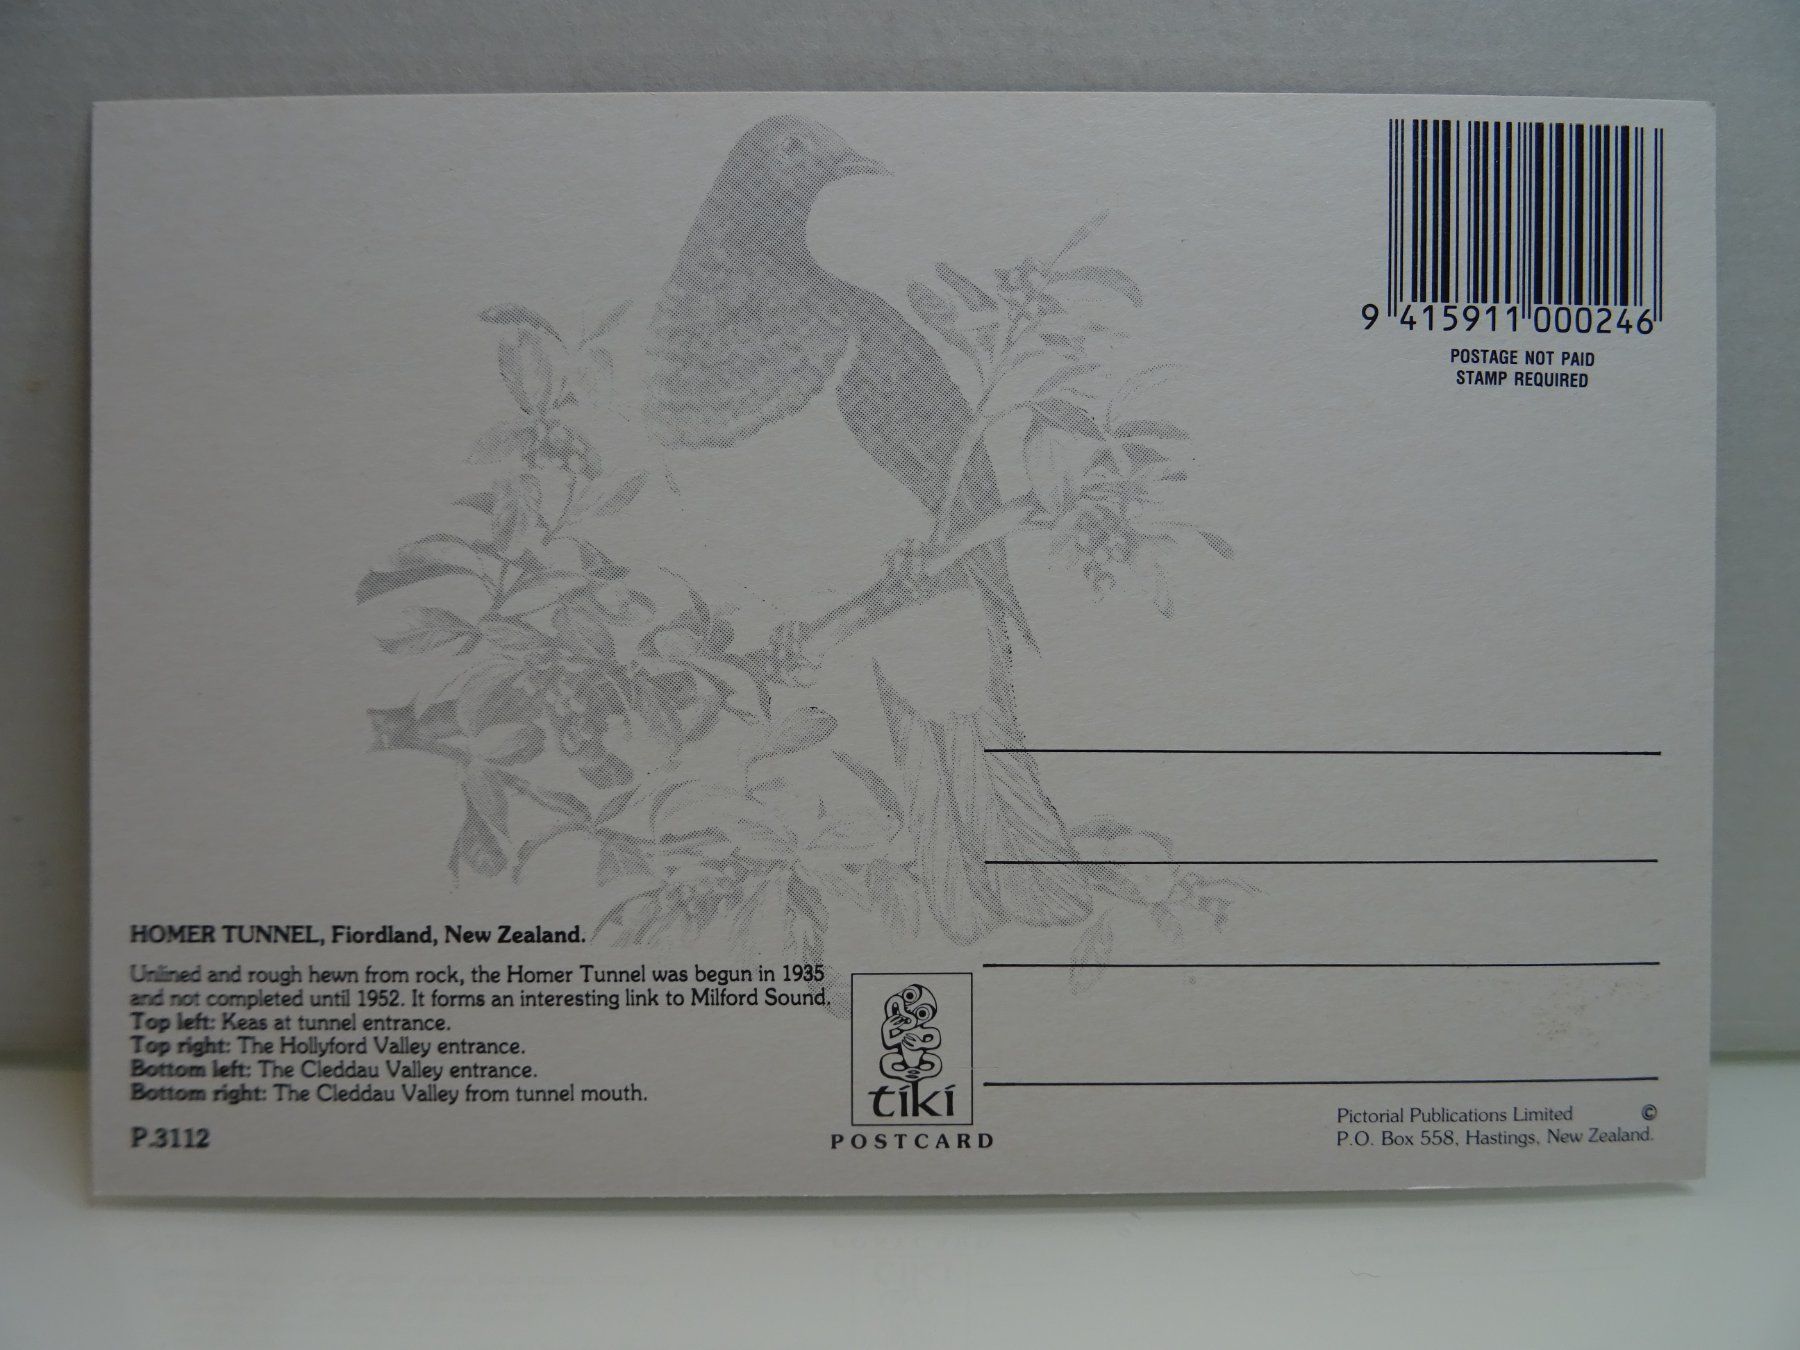 9 415911 000246
POSTAGE NOT PAID
STAMP REQUIRED
HOMER TUNNEL, Fiordland, New Zealand.
Unlined and rough hewn from rock, the Homer Tunnel was begun in 1935
and not completed until 1952. It forms an interesting link to Milford Sound.
Top left: Keas at tunnel entrance.
Top right: The Hollyford Valley entrance.
Bottom left: The Cleddau Valley entrance.
Bottom right: The Cleddau Valley from tunnel mouth.
P.3112
tiki
POSTCARD
Pictorial Publications Limited ©
P.O. Box 558, Hastings, New Zealand.